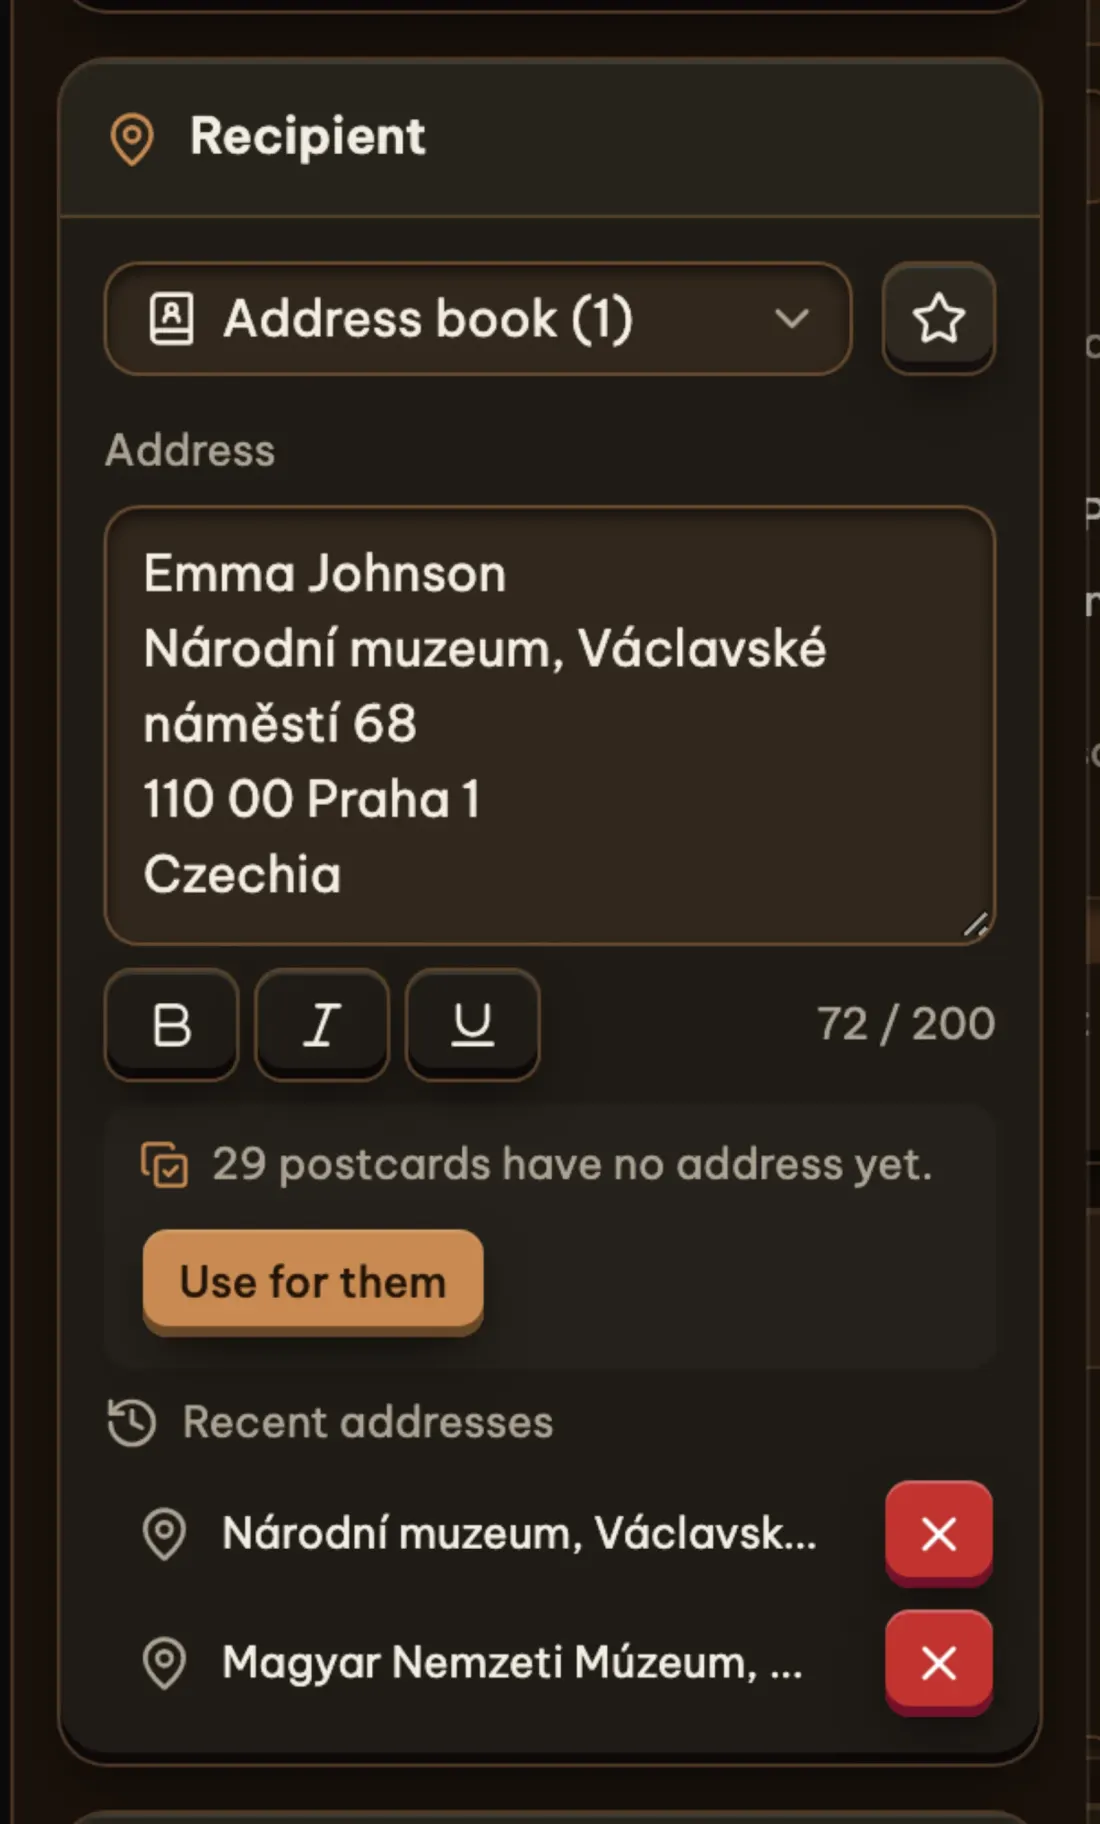 Recipient
Address book (1)
Address
Emma Johnson
Národní muzeum, Václavské
náměstí 68
110 00 Praha 1
Czechia
B I U
72 / 200
29 postcards have no address yet.
Use for them
Recent addresses
Národní muzeum, Václavsk...
Magyar Nemzeti Múzeum, ...